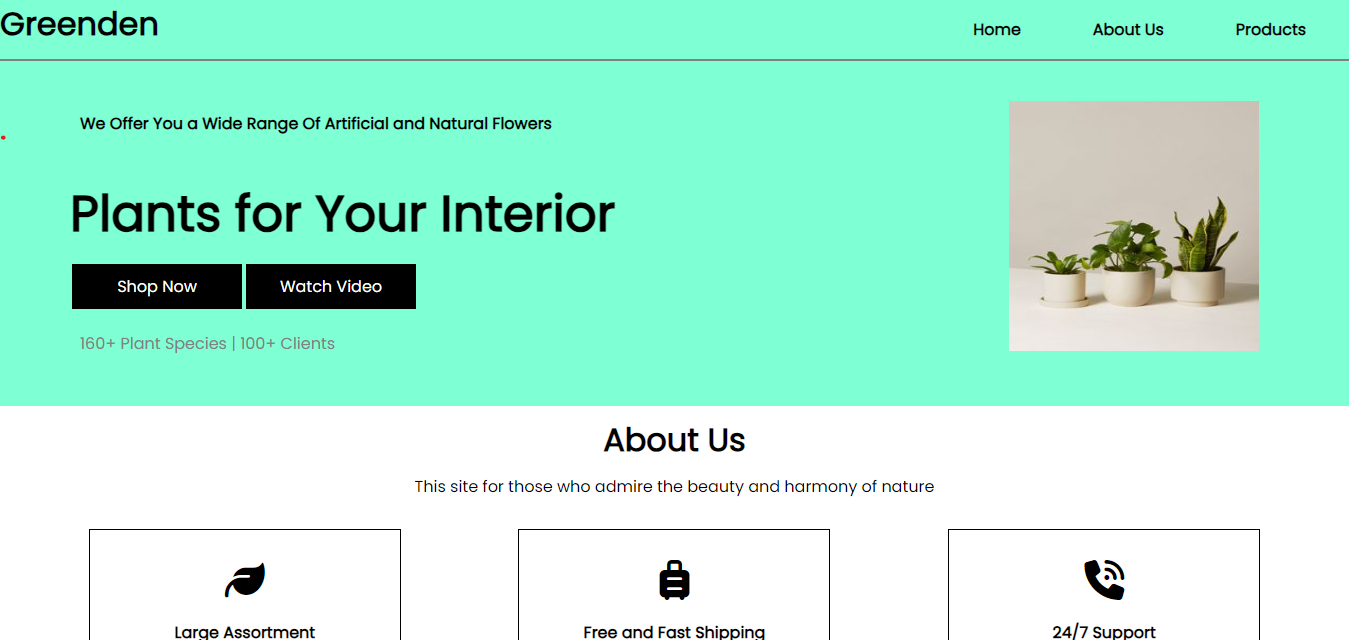 Greenden
Home About Us Products
We Offer You a Wide Range Of Artificial and Natural Flowers
Plants for Your Interior
Shop Now Watch Video
160+ Plant Species | 100+ Clients
About Us
This site for those who admire the beauty and harmony of nature
Large Assortment Free and Fast Shipping 24/7 Support